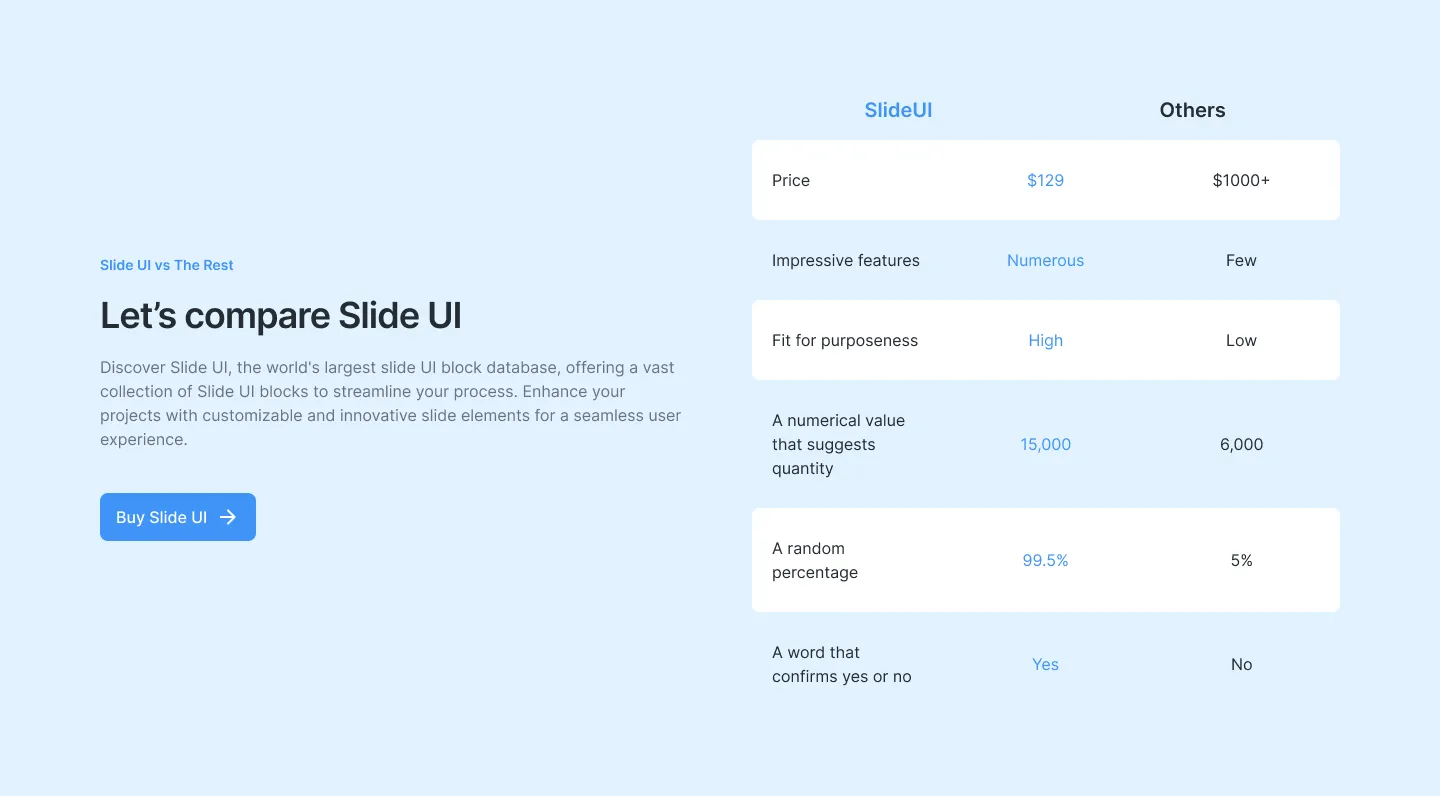 Slide UI vs The Rest
Let’s compare Slide UI
Discover Slide UI, the world's largest slide UI block database, offering a vast
collection of Slide UI blocks to streamline your process. Enhance your
projects with customizable and innovative slide elements for a seamless user
experience.
Buy Slide UI
SlideUI Others
Price $129 $1000+
Impressive features Numerous Few
Fit for purposeness High Low
A numerical value
that suggests 15,000 6,000
quantity
A random
percentage 99.5% 5%
A word that
confirms yes or no Yes No